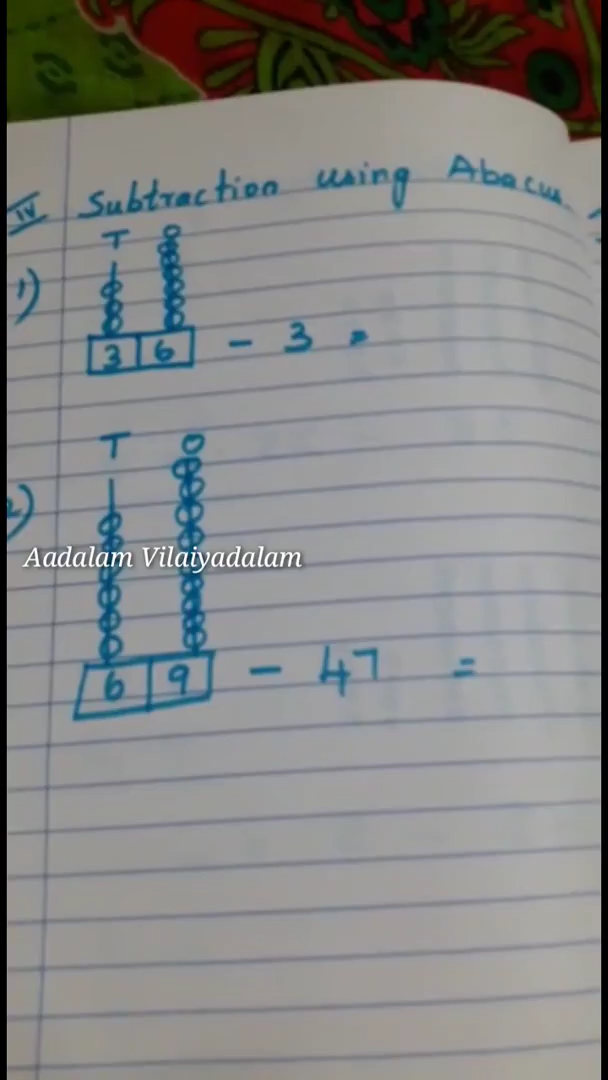 IV Subtraction using Abacus.
T O
1)
3 6 - 3 =
T O
2)
Aadalam Vilaiyadalam
6 9 - 47 =